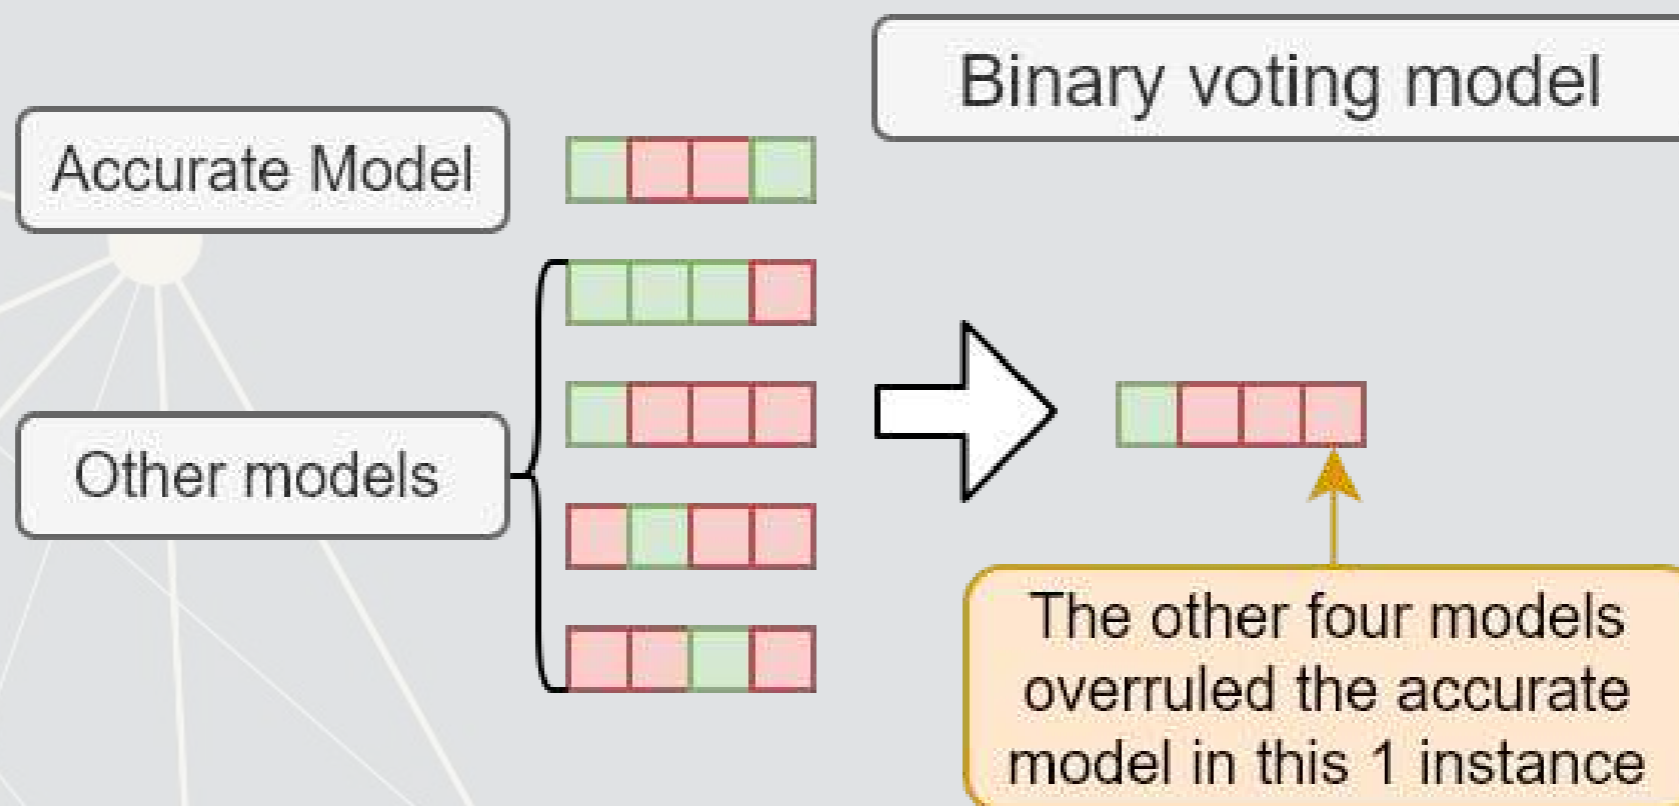 Binary voting model
Accurate Model
Other models
The other four models
overruled the accurate
model in this 1 instance